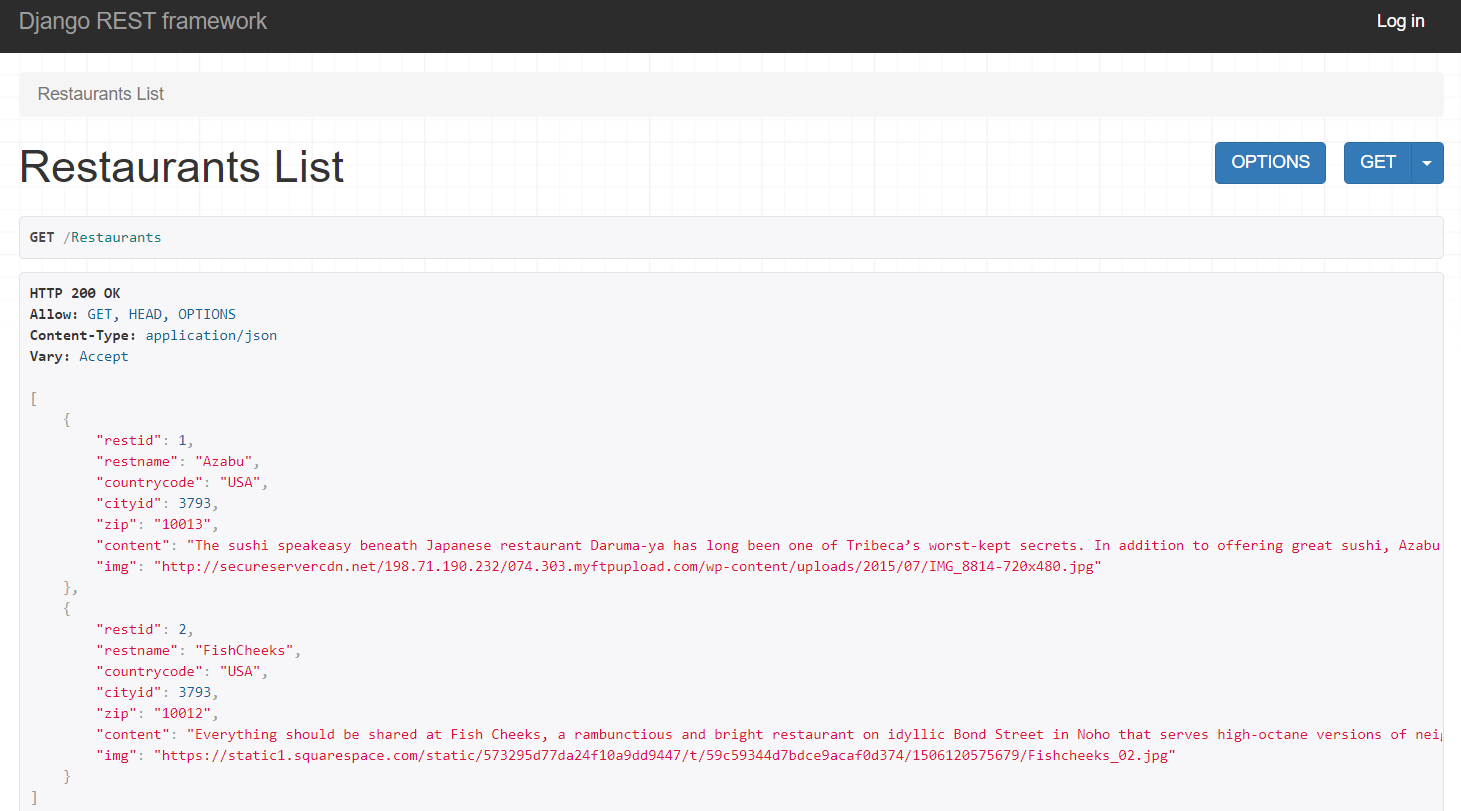 Django REST framework
Log in
Restaurants List
Restaurants List
OPTIONS
GET
GET /Restaurants
HTTP 200 OK
Allow: GET, HEAD, OPTIONS
Content-Type: application/json
Vary: Accept
[
{
"restid": 1,
"restname": "Azabu",
"countrycode": "USA",
"cityid": 3793,
"zip": "10013",
"content": "The sushi speakeasy beneath Japanese restaurant Daruma-ya has long been one of Tribeca’s worst-kept secrets. In addition to offering great sushi, Azabu
"img": "http://secureservercdn.net/198.71.190.232/074.303.myftpupload.com/wp-content/uploads/2015/07/IMG_8814-720x480.jpg"
},
{
"restid": 2,
"restname": "FishCheeks",
"countrycode": "USA",
"cityid": 3793,
"zip": "10012",
"content": "Everything should be shared at Fish Cheeks, a rambunctious and bright restaurant on idyllic Bond Street in Noho that serves high-octane versions of
"img": "https://static1.squarespace.com/static/573295d77da24f10a9dd9447/t/59c59344d7bdce9acaf0d374/1506120575679/Fishcheeks_02.jpg"
}
]